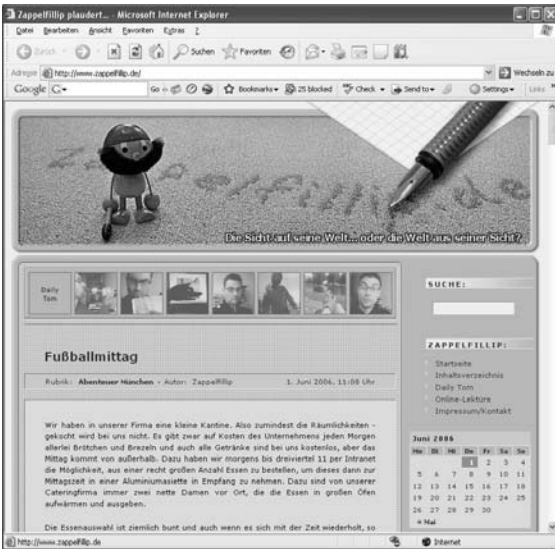 Zappelfillip plaudert... - Microsoft Internet Explorer
Datei Bearbeiten Ansicht Favoriten Extras ?
Zurück Suchen Favoriten
Adresse http://www.zappelfillip.de/ Wechseln zu
Google G Go Bookmarks 25 blocked Check Send to Settings Links
Zappelfillip.de
Die Sicht auf seine Welt... oder die Welt aus seiner Sicht?
Daily
Tom
SUCHE:
ZAPPELFILLIP:
Startseite
Inhaltsverzeichnis
Daily Tom
Online-Lektüre
Impressum/Kontakt
Fußballmittag
Rubrik: Abenteuer München - Autor: Zappelfillip 1. Juni 2006, 11:08 Uhr
Wir haben in unserer Firma eine kleine Kantine. Also zumindest die Räumlichkeiten -
gekocht wird bei uns nicht. Es gibt zwar auf Kosten des Unternehmens jeden Morgen
allerlei Brötchen und Brezeln und auch alle Getränke sind bei uns kostenlos, aber das
Mittag kommt von außerhalb. Dazu haben wir morgens bis dreiviertel 11 per Intranet
die Möglichkeit, aus einer recht großen Anzahl Essen zu bestellen, um dieses dann zur
Mittagszeit in einer Aluminiumasiette in Empfang zu nehmen. Dazu sind von unserer
Cateringfirma immer zwei nette Damen vor Ort, die die Essen in großen Öfen
aufwärmen und ausgeben.
Die Essenauswahl ist ziemlich bunt und auch wenn es sich mit der Zeit wiederholt, so
Juni 2006
Mo Di Mi Do Fr Sa So
1 2 3 4
5 6 7 8 9 10 11
12 13 14 15 16 17 18
19 20 21 22 23 24 25
26 27 28 29 30
« Mai
http://www.zappelfillip.de Internet